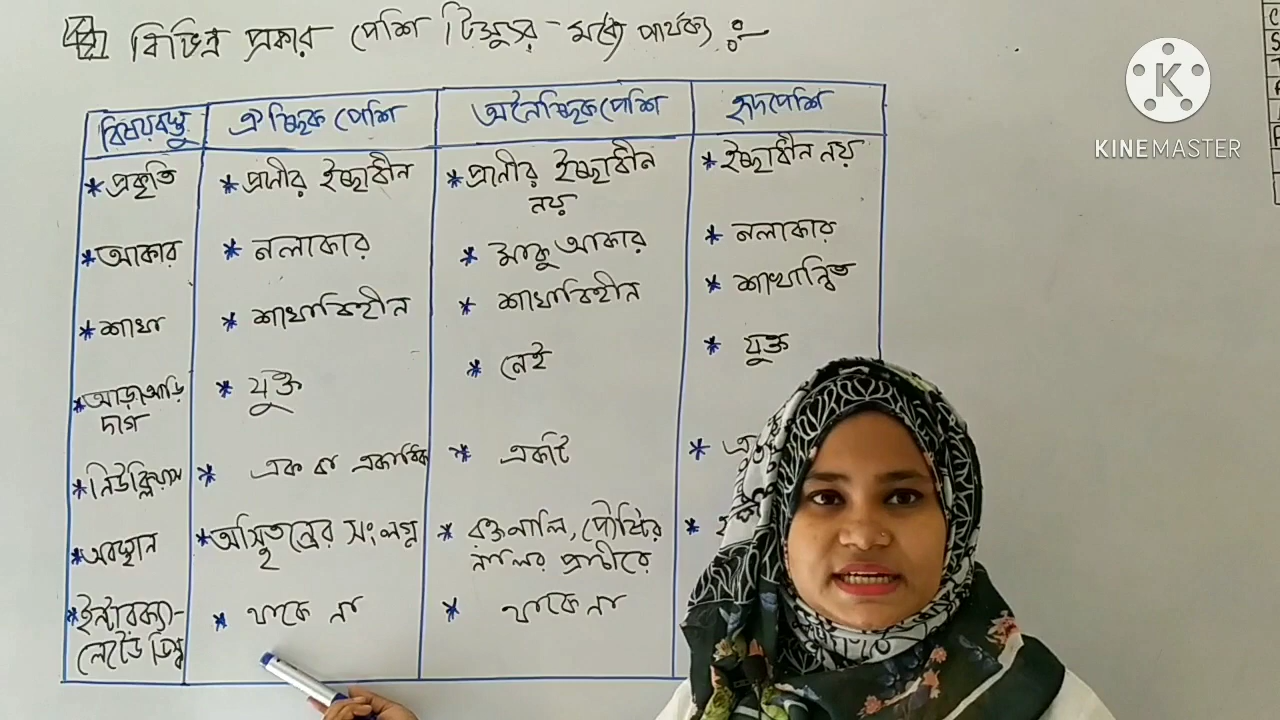 বিভিন্ন প্রকার পেশি টিস্যুর মধ্যে পার্থক্য ঃ-
বিষয়বস্তু ঐচ্ছিক পেশি অনৈচ্ছিক পেশি হৃদপেশি
* প্রকৃতি * প্রাণীর ইচ্ছাধীন * প্রাণীর ইচ্ছাধীন নয় * ইচ্ছাধীন নয়
* আকার * নলাকার * মাকু আকার * নলাকার
* শাখা * শাখাবিহীন * শাখাবিহীন * শাখান্বিত
* আড়াআড়ি দাগ * যুক্ত * নেই * যুক্ত
* নিউক্লিয়াস * এক বা একাধিক * একটি
* অবস্থান * অস্থিতন্ত্রের সংলগ্ন * রক্তনালি, পৌষ্টিক নালির প্রাচীরে
* ইন্টারক্যা-
লেটেড ডিস্ক * থাকে না * থাকে না
K
KINEMASTER